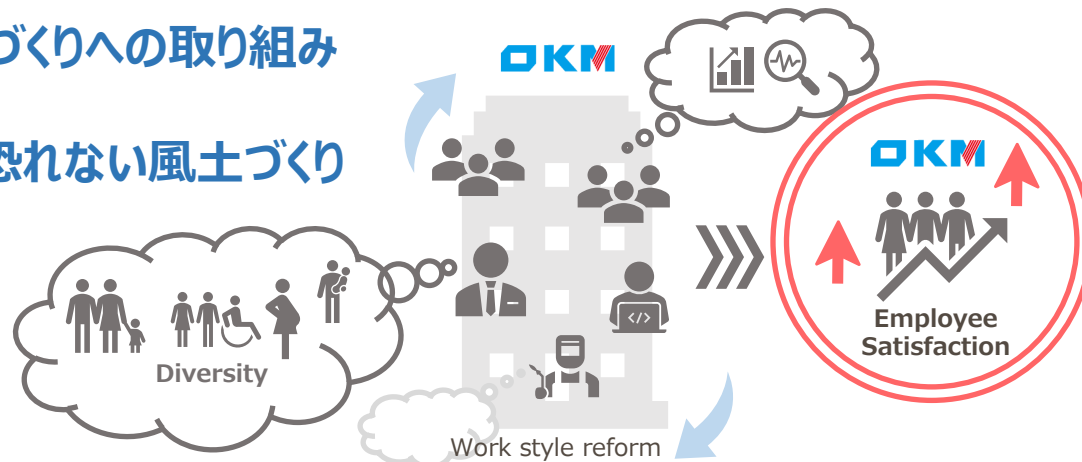 づくりへの取り組み
恐れない風土づくり
OKM
OKM
</>
Diversity
Employee
Satisfaction
Work style reform